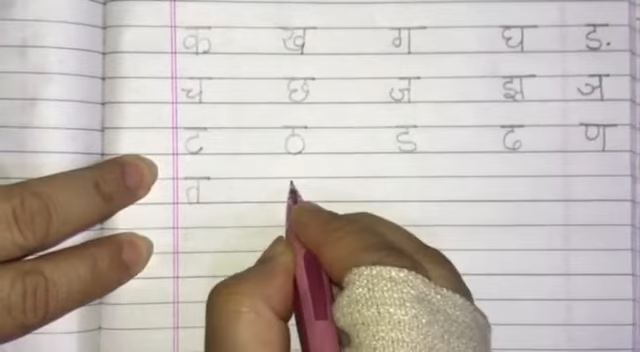 क ख ग घ ङ
च छ ज झ ञ
ट ठ ड ढ ण
त